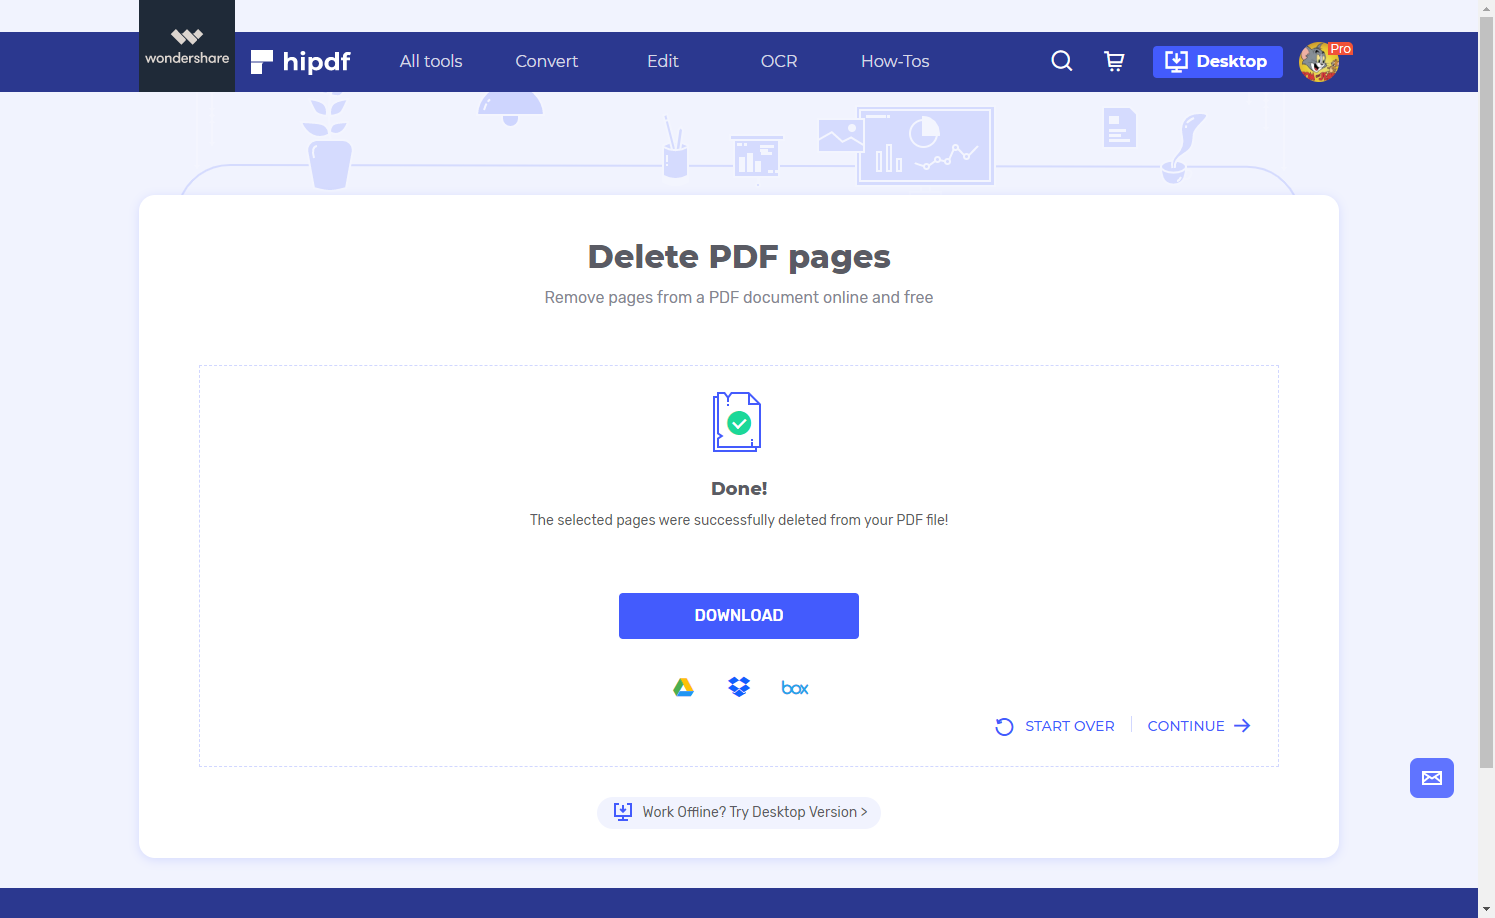 wondershare
hipdf
All tools
Convert
Edit
OCR
How-Tos
Desktop
Pro
Delete PDF pages
Remove pages from a PDF document online and free
Done!
The selected pages were successfully deleted from your PDF file!
DOWNLOAD
box
START OVER
CONTINUE
Work Offline? Try Desktop Version >